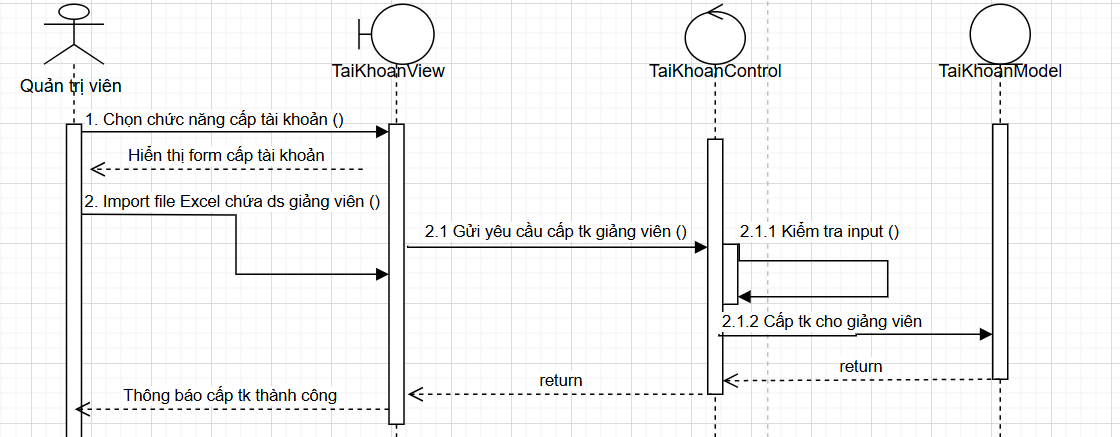 Quản trị viên
TaiKhoanView
TaiKhoanControl
TaiKhoanModel
1. Chọn chức năng cấp tài khoản ()
Hiển thị form cấp tài khoản
2. Import file Excel chứa ds giảng viên ()
2.1 Gửi yêu cầu cấp tk giảng viên ()
2.1.1 Kiểm tra input ()
2.1.2 Cấp tk cho giảng viên
return
return
Thông báo cấp tk thành công